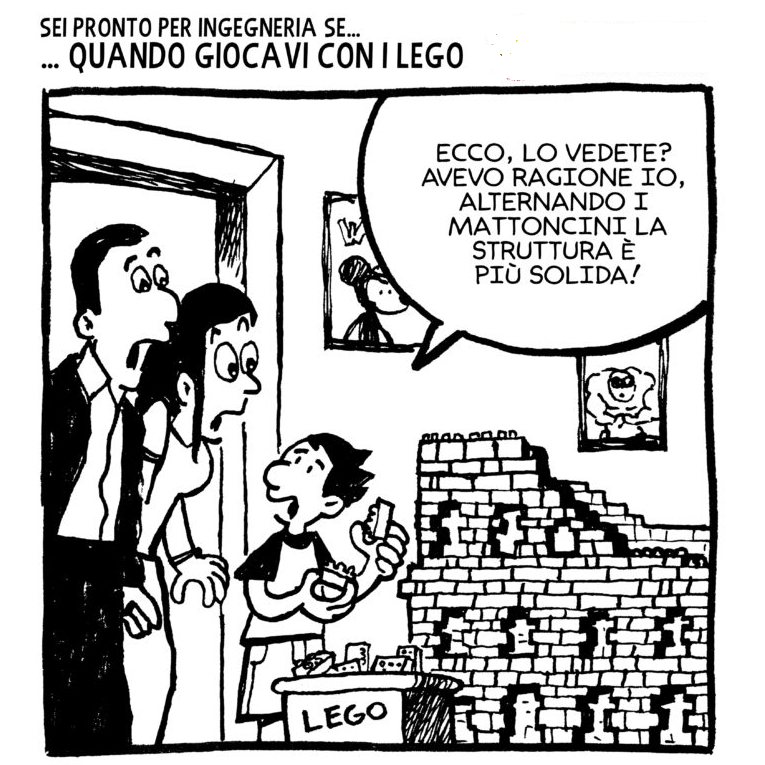 SEI PRONTO PER INGEGNERIA SE...
... QUANDO GIOCAVI CON I LEGO
ECCO, LO VEDETE?
AVEVO RAGIONE IO,
ALTERNANDO I
MATTONCINI LA
STRUTTURA È
PIÙ SOLIDA!
W
LEGO